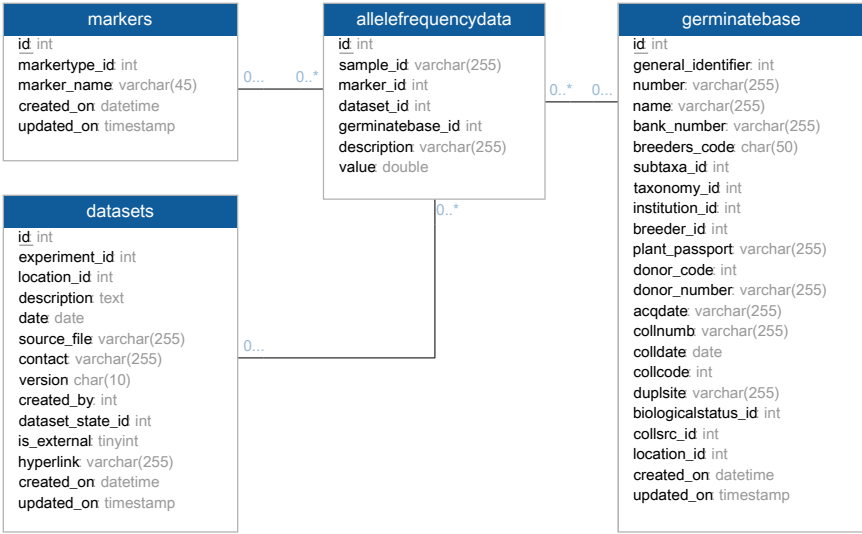 markers
id: int
markertype_id: int
marker_name: varchar(45)
created_on: datetime
updated_on: timestamp
0...
0..*
allelefrequencydata
id: int
sample_id: varchar(255)
marker_id: int
dataset_id: int
germinatebase_id: int
description: varchar(255)
value: double
0..*
0...
0..*
germinatebase
id: int
general_identifier: int
number: varchar(255)
name: varchar(255)
bank_number: varchar(255)
breeders_code: char(50)
subtaxa_id: int
taxonomy_id: int
institution_id: int
breeder_id: int
plant_passport: varchar(255)
donor_code: int
donor_number: varchar(255)
acqdate: varchar(255)
collnumb: varchar(255)
colldate: date
collcode: int
duplsite: varchar(255)
biologicalstatus_id: int
collsrc_id: int
location_id: int
created_on: datetime
updated_on: timestamp
datasets
id: int
experiment_id: int
location_id: int
description: text
date: date
source_file: varchar(255)
contact: varchar(255)
version: char(10)
created_by: int
dataset_state_id: int
is_external: tinyint
hyperlink: varchar(255)
created_on: datetime
updated_on: timestamp
0...